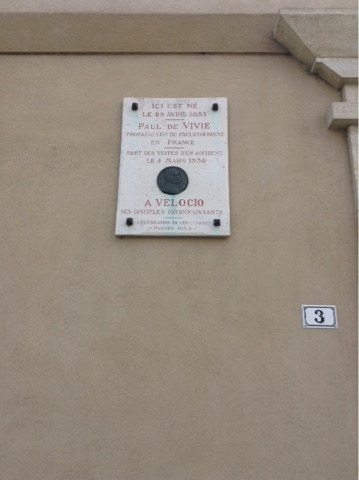 ICI EST NÉ
LE 29 AVRIL 1853
PAUL DE VIVIE
PROPAGATEUR DU CYCLOTOURISME
EN FRANCE
MORT DES SUITES D'UN ACCIDENT
LE 4 MARS 1930
A VELOCIO
SES DISCIPLES RECONNAISSANTS
3